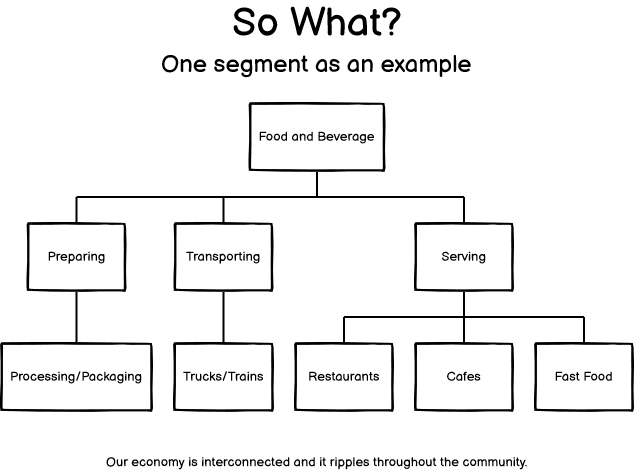 So What?
One segment as an example
Food and Beverage
Preparing
Transporting
Serving
Processing/Packaging
Trucks/Trains
Restaurants
Cafes
Fast Food
Our economy is interconnected and it ripples throughout the community.